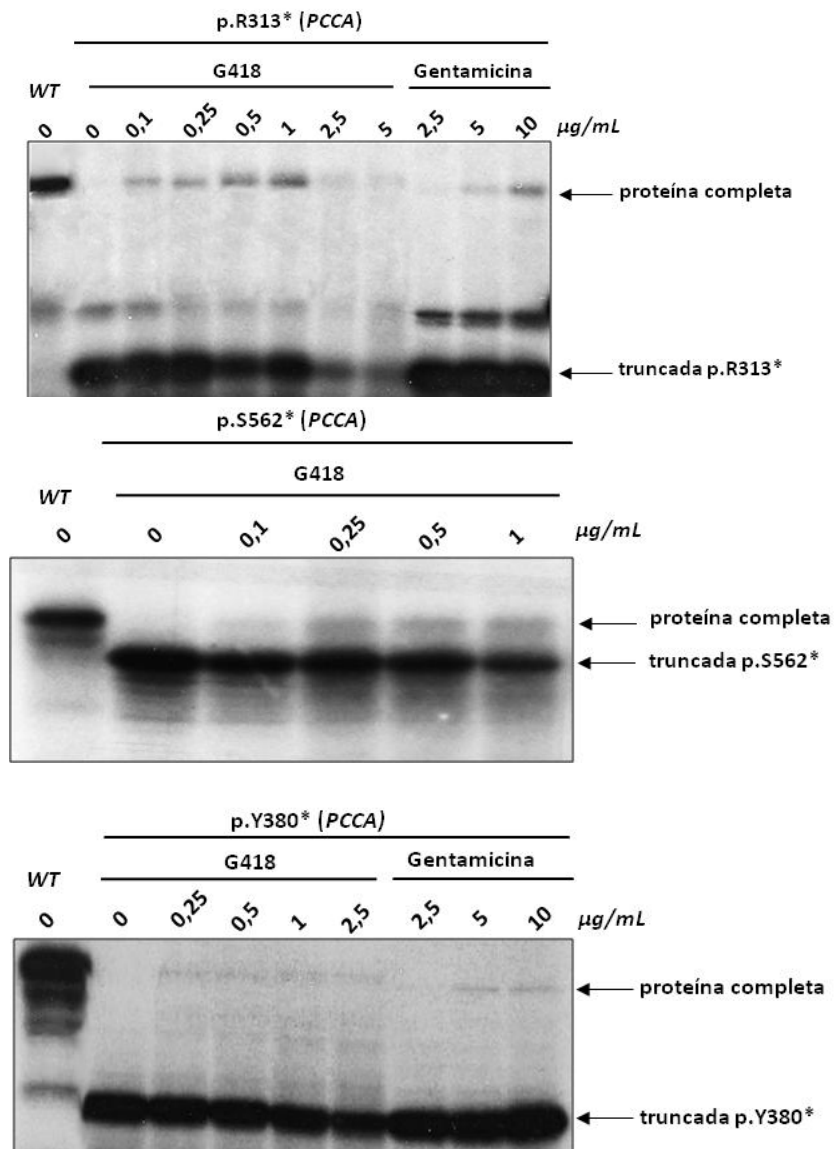 p.R313* (PCCA)
G418 Gentamicina
WT
0 0 0,1 0,25 0,5 1 2,5 5 2,5 5 10 µg/mL
proteína completa
truncada p.R313*
p.S562* (PCCA)
G418
WT
0 0 0,1 0,25 0,5 1 µg/mL
proteína completa
truncada p.S562*
p.Y380* (PCCA)
G418 Gentamicina
WT
0 0 0,25 0,5 1 2,5 2,5 5 10 µg/mL
proteína completa
truncada p.Y380*